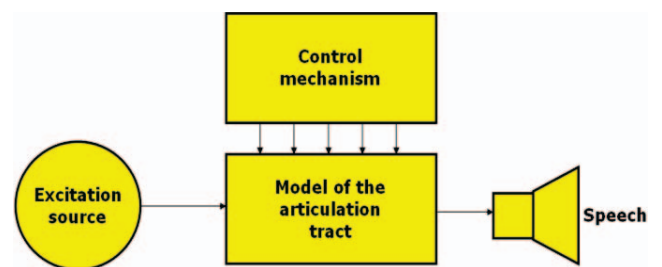 Control
mechanism
Excitation
source
Model of the
articulation
tract
Speech